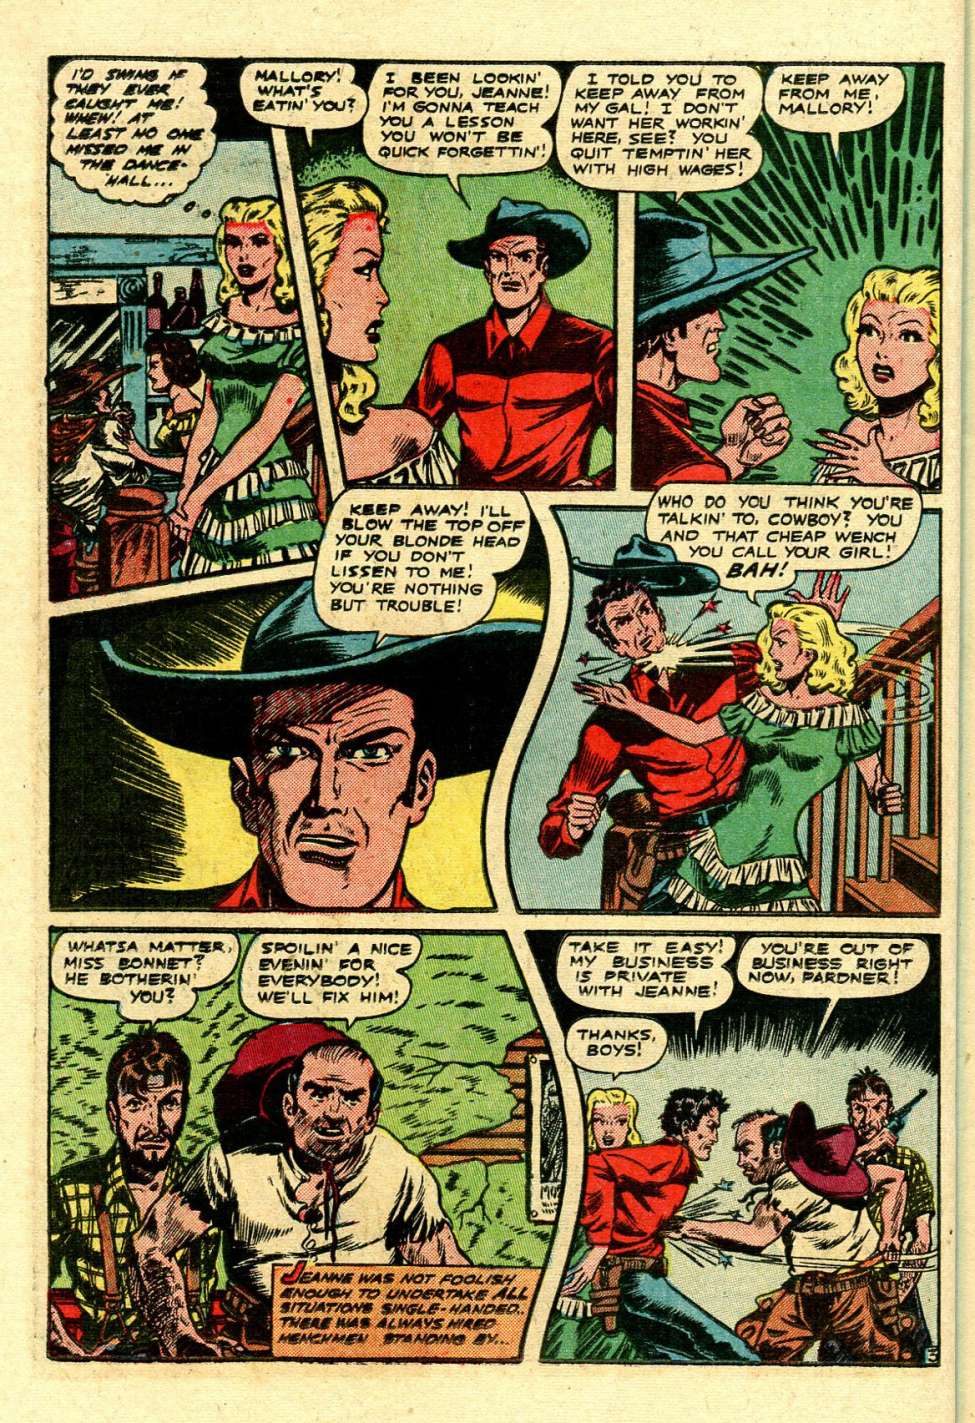 I'D SWING IF
THEY EVER
CAUGHT ME!
WHEW! AT
LEAST NO ONE
MISSED ME IN
THE DANCE-
HALL...
MALLORY!
WHAT'S
EATIN' YOU?
I BEEN LOOKIN'
FOR YOU, JEANNE!
I'M GONNA TEACH
YOU A LESSON
YOU WON'T BE
QUICK FORGETTIN'!
I TOLD YOU TO
KEEP AWAY FROM
MY GAL! I DON'T
WANT HER WORKIN'
HERE, SEE? YOU
QUIT TEMPTIN' HER
WITH HIGH WAGES!
KEEP AWAY
FROM ME,
MALLORY!
KEEP AWAY! I'LL
BLOW THE TOP OFF
YOUR BLONDE HEAD
IF YOU DON'T
LISSEN TO ME!
YOU'RE NOTHING
BUT TROUBLE!
WHO DO YOU THINK YOU'RE
TALKIN' TO, COWBOY? YOU
AND THAT CHEAP WENCH
YOU CALL YOUR GIRL!
BAH!
WHATSA MATTER,
MISS BONNET?
HE BOTHERIN'
YOU?
SPOILIN' A NICE
EVENIN' FOR
EVERYBODY!
WE'LL FIX HIM!
JEANNE WAS NOT FOOLISH
ENOUGH TO UNDERTAKE ALL
SITUATIONS SINGLE-HANDED.
THERE WAS ALWAYS HIRED
HENCHMEN STANDING BY...
TAKE IT EASY!
MY BUSINESS
IS PRIVATE
WITH JEANNE!
YOU'RE OUT OF
BUSINESS RIGHT
NOW, PARDNER!
THANKS,
BOYS!
3